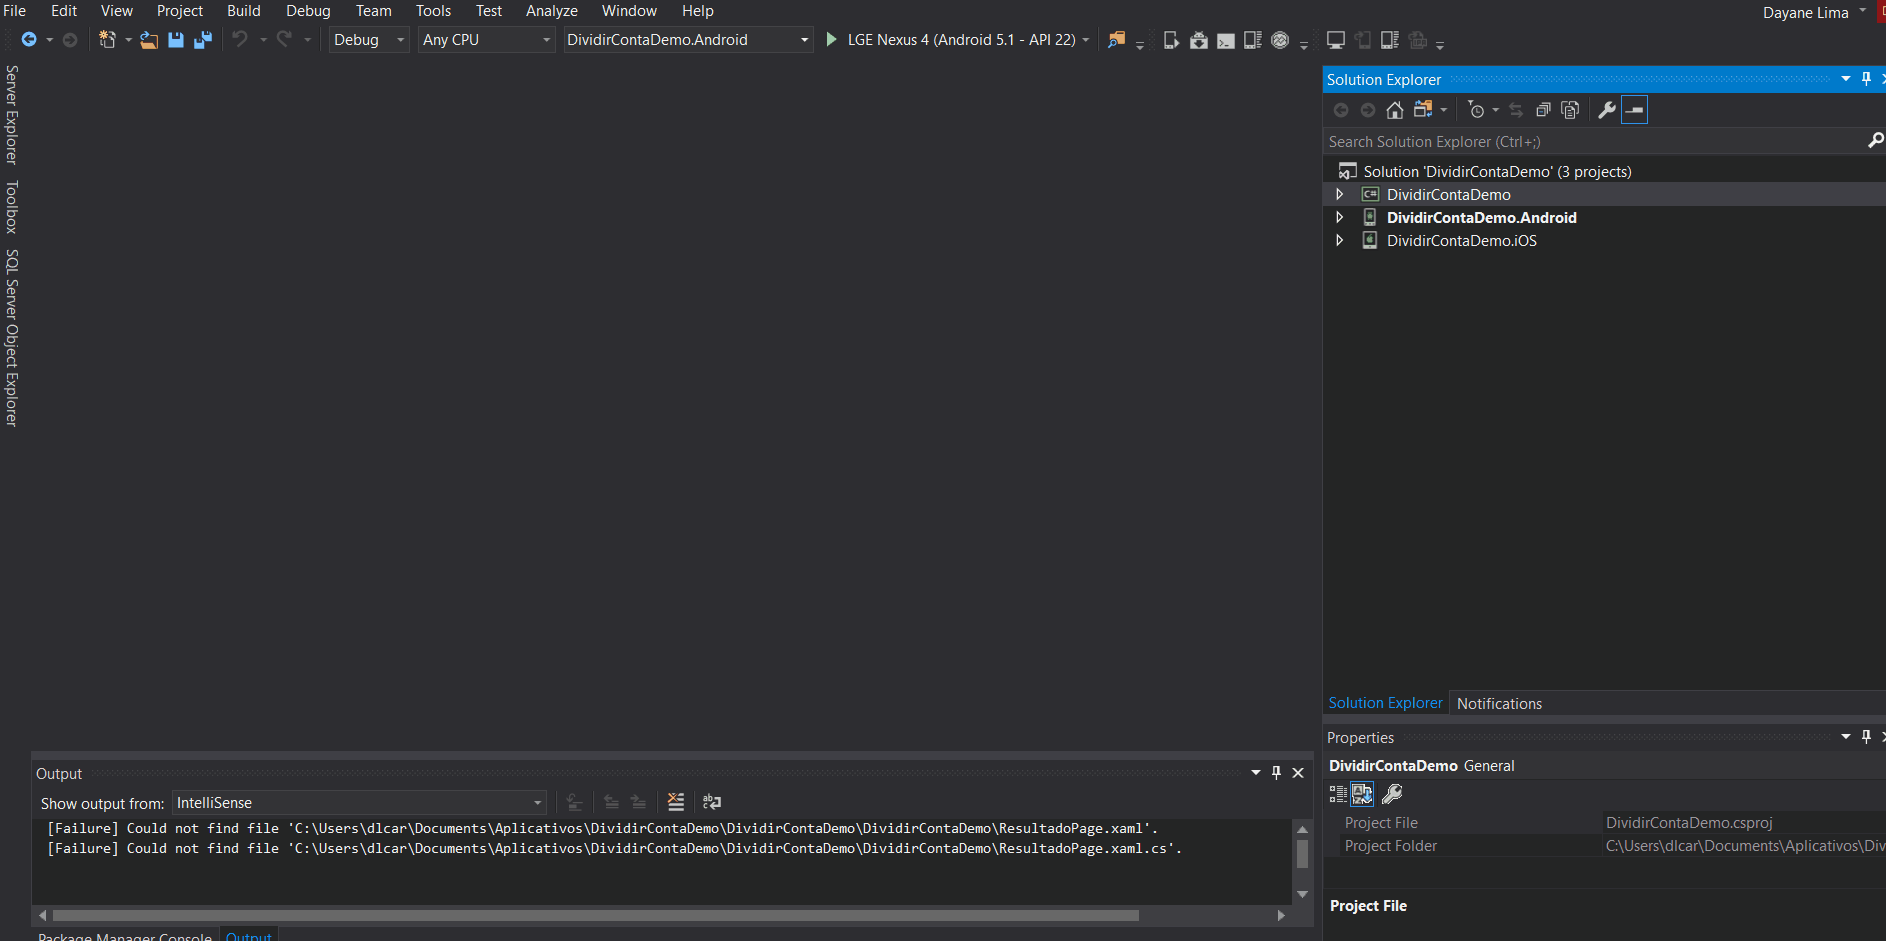 File Edit View Project Build Debug Team Tools Test Analyze Window Help
Dayane Lima
Debug Any CPU DividirContaDemo.Android LGE Nexus 4 (Android 5.1 - API 22)
Server Explorer
Toolbox
SQL Server Object Explorer
Solution Explorer
Search Solution Explorer (Ctrl+;)
Solution 'DividirContaDemo' (3 projects)
C# DividirContaDemo
DividirContaDemo.Android
DividirContaDemo.iOS
Solution Explorer Notifications
Properties
DividirContaDemo General
Project File DividirContaDemo.csproj
Project Folder C:\Users\dlcar\Documents\Aplicativos\Div
Project File
Output
Show output from: IntelliSense
[Failure] Could not find file 'C:\Users\dlcar\Documents\Aplicativos\DividirContaDemo\DividirContaDemo\DividirContaDemo\ResultadoPage.xaml'.
[Failure] Could not find file 'C:\Users\dlcar\Documents\Aplicativos\DividirContaDemo\DividirContaDemo\DividirContaDemo\ResultadoPage.xaml.cs'.
Package Manager Console Output